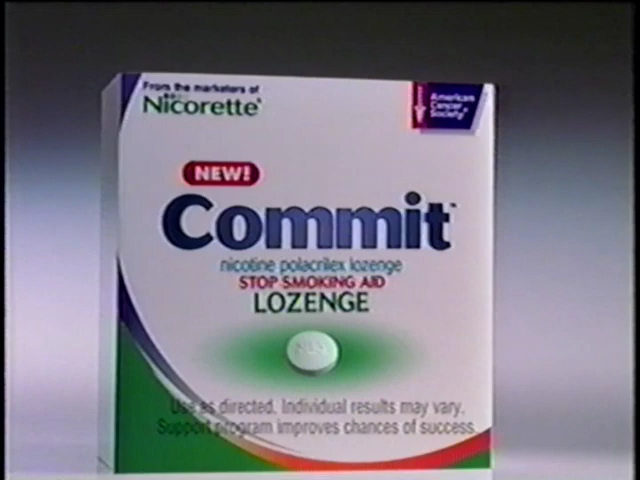 From the marketers of
Nicorette
American
Cancer
Society
NEW!
Commit™
nicotine polacrilex lozenge
STOP SMOKING AID
LOZENGE
Use as directed. Individual results may vary.
Support program improves chances of success.